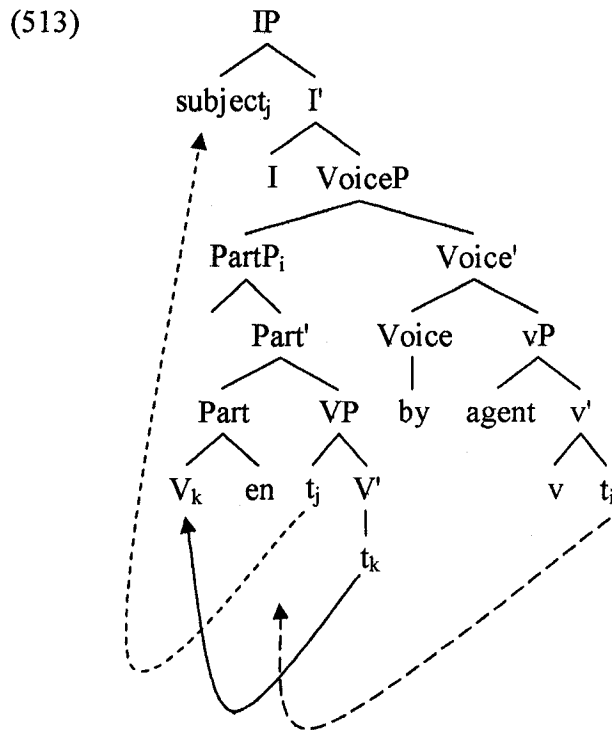 (513) IP
subjectⱼ I'
I VoiceP
PartPᵢ Voice'
Part' Voice vP
Part VP by agent v'
Vₖ en tⱼ V' v tᵢ
tₖ